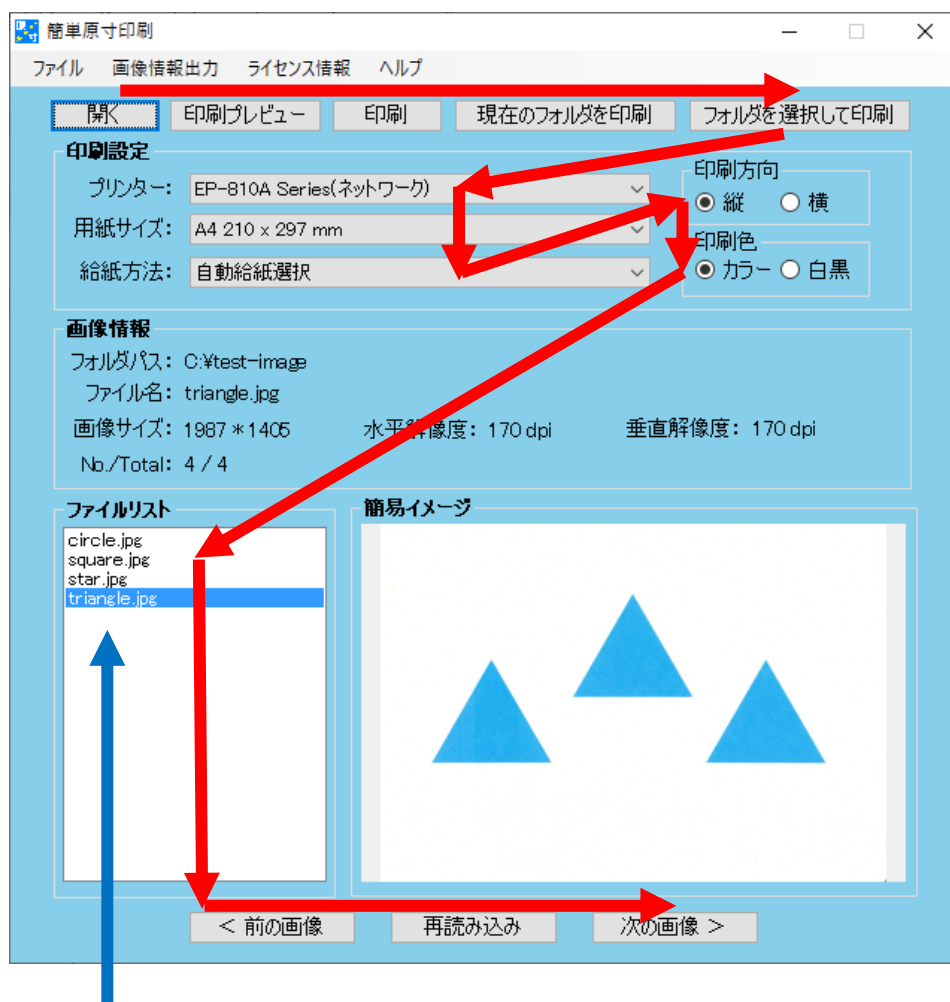 簡単原寸印刷
ファイル 画像情報出力 ライセンス情報 ヘルプ
開く 印刷プレビュー 印刷 現在のフォルダを印刷 フォルダを選択して印刷
印刷設定
プリンター: EP-810A Series(ネットワーク)
用紙サイズ: A4 210 x 297 mm
給紙方法: 自動給紙選択
印刷方向
縦 横
印刷色
カラー 白黒
画像情報
フォルダパス: C:¥test-image
ファイル名: triangle.jpg
画像サイズ: 1987＊1405 水平解像度: 170 dpi 垂直解像度: 170 dpi
No./Total: 4 / 4
ファイルリスト
circle.jpg
square.jpg
star.jpg
triangle.jpg
簡易イメージ
< 前の画像 再読み込み 次の画像 >